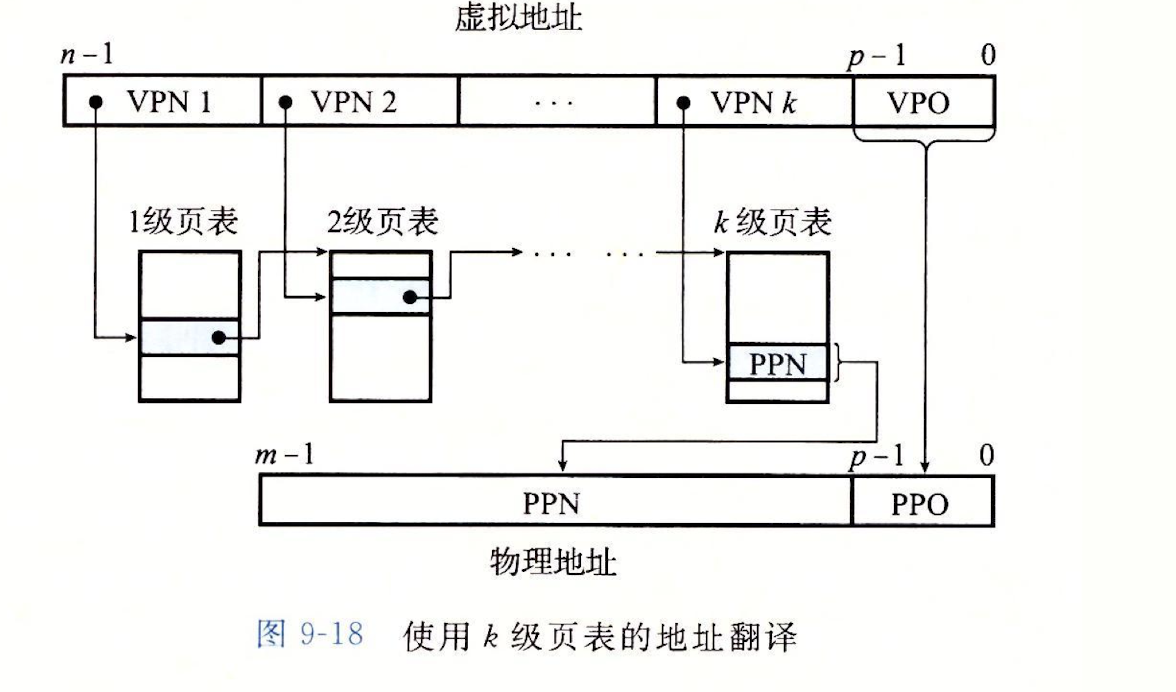 虚拟地址
n-1 p-1 0
VPN 1 VPN 2 ··· VPN k VPO
1级页表 2级页表 k级页表
··· ···
PPN
m-1 p-1 0
PPN PPO
物理地址
图 9-18 使用 k 级页表的地址翻译